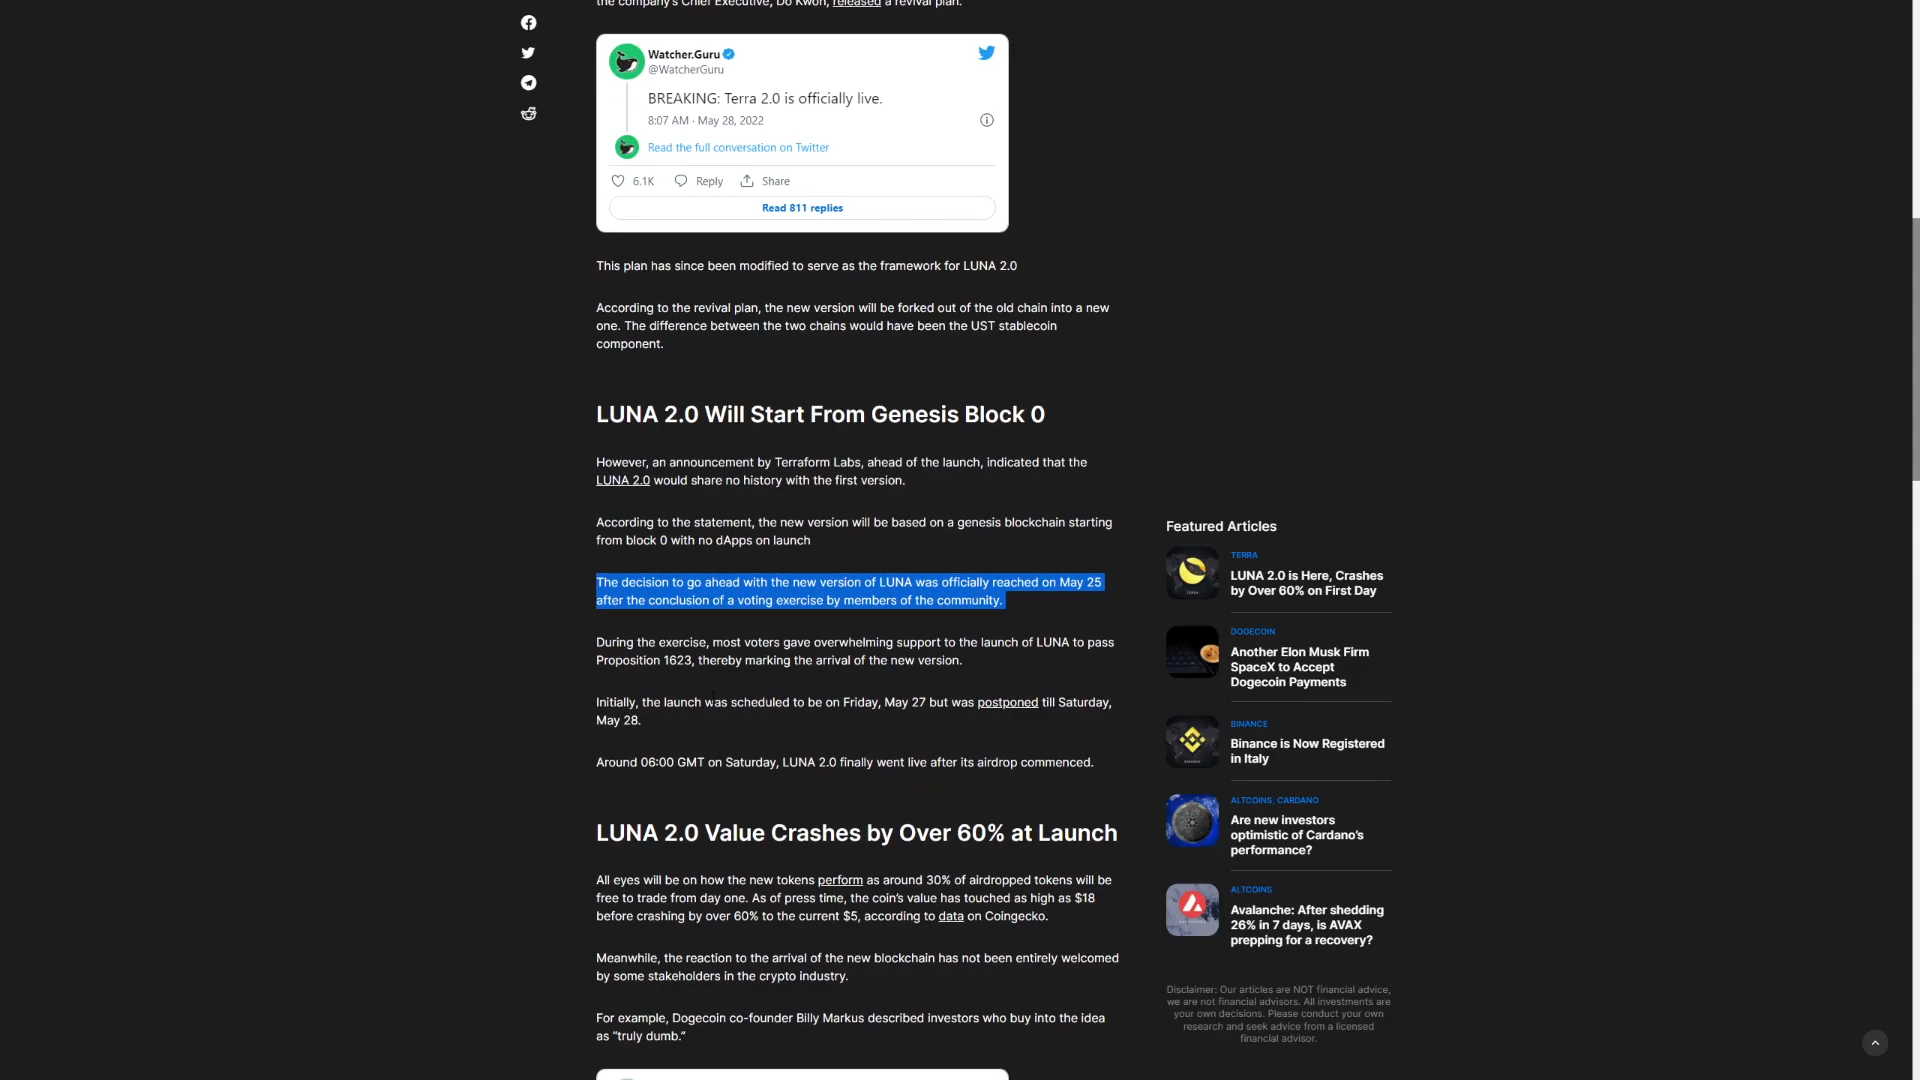 the company's Chief Executive, Do Kwon, released a revival plan.
Watcher.Guru
@WatcherGuru
BREAKING: Terra 2.0 is officially live.
8:07 AM · May 28, 2022
Read the full conversation on Twitter
6.1K Reply Share
Read 811 replies
This plan has since been modified to serve as the framework for LUNA 2.0
According to the revival plan, the new version will be forked out of the old chain into a new
one. The difference between the two chains would have been the UST stablecoin
component.
LUNA 2.0 Will Start From Genesis Block 0
However, an announcement by Terraform Labs, ahead of the launch, indicated that the
LUNA 2.0 would share no history with the first version.
According to the statement, the new version will be based on a genesis blockchain starting
from block 0 with no dApps on launch
The decision to go ahead with the new version of LUNA was officially reached on May 25
after the conclusion of a voting exercise by members of the community.
During the exercise, most voters gave overwhelming support to the launch of LUNA to pass
Proposition 1623, thereby marking the arrival of the new version.
Initially, the launch was scheduled to be on Friday, May 27 but was postponed till Saturday,
May 28.
Around 06:00 GMT on Saturday, LUNA 2.0 finally went live after its airdrop commenced.
LUNA 2.0 Value Crashes by Over 60% at Launch
All eyes will be on how the new tokens perform as around 30% of airdropped tokens will be
free to trade from day one. As of press time, the coin's value has touched as high as $18
before crashing by over 60% to the current $5, according to data on Coingecko.
Meanwhile, the reaction to the arrival of the new blockchain has not been entirely welcomed
by some stakeholders in the crypto industry.
For example, Dogecoin co-founder Billy Markus described investors who buy into the idea
as “truly dumb.”
Featured Articles
TERRA
LUNA 2.0 is Here, Crashes
by Over 60% on First Day
DOGECOIN
Another Elon Musk Firm
SpaceX to Accept
Dogecoin Payments
BINANCE
Binance is Now Registered
in Italy
ALTCOINS, CARDANO
Are new investors
optimistic of Cardano's
performance?
ALTCOINS
Avalanche: After shedding
26% in 7 days, is AVAX
prepping for a recovery?
Disclaimer: Our articles are NOT financial advice,
we are not financial advisors. All investments are
your own decisions. Please conduct your own
research and seek advice from a licensed
financial advisor.